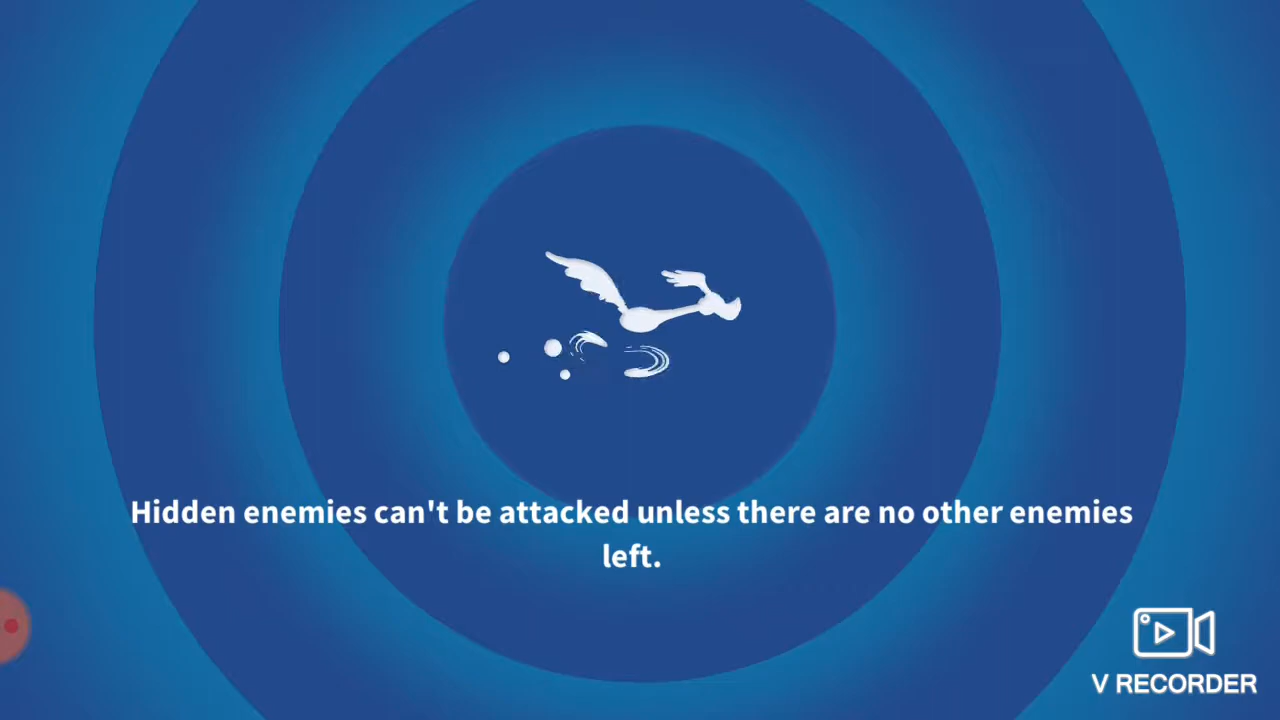 Hidden enemies can't be attacked unless there are no other enemies
left.
V RECORDER